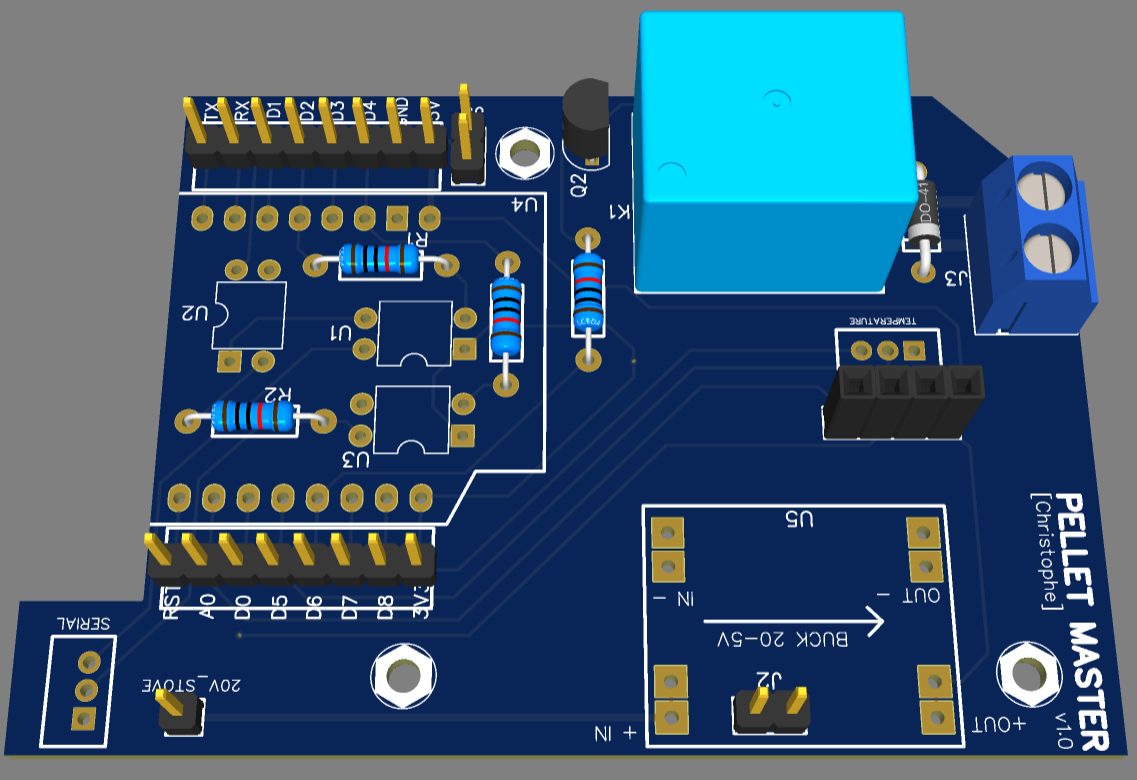 TX
RX
D1
D2
D3
D4
GND
5V
U4
Q2
K1
DO-41
J3
U2
U1
R2
U3
TEMPERATURE
RST
A0
D0
D5
D6
D7
D8
3V3
U5
IN -
- OUT
BUCK 20-5V
J2
IN +
+OUT
SERIAL
20V_STOVE
PELLET MASTER
[Christophe]
v1.0